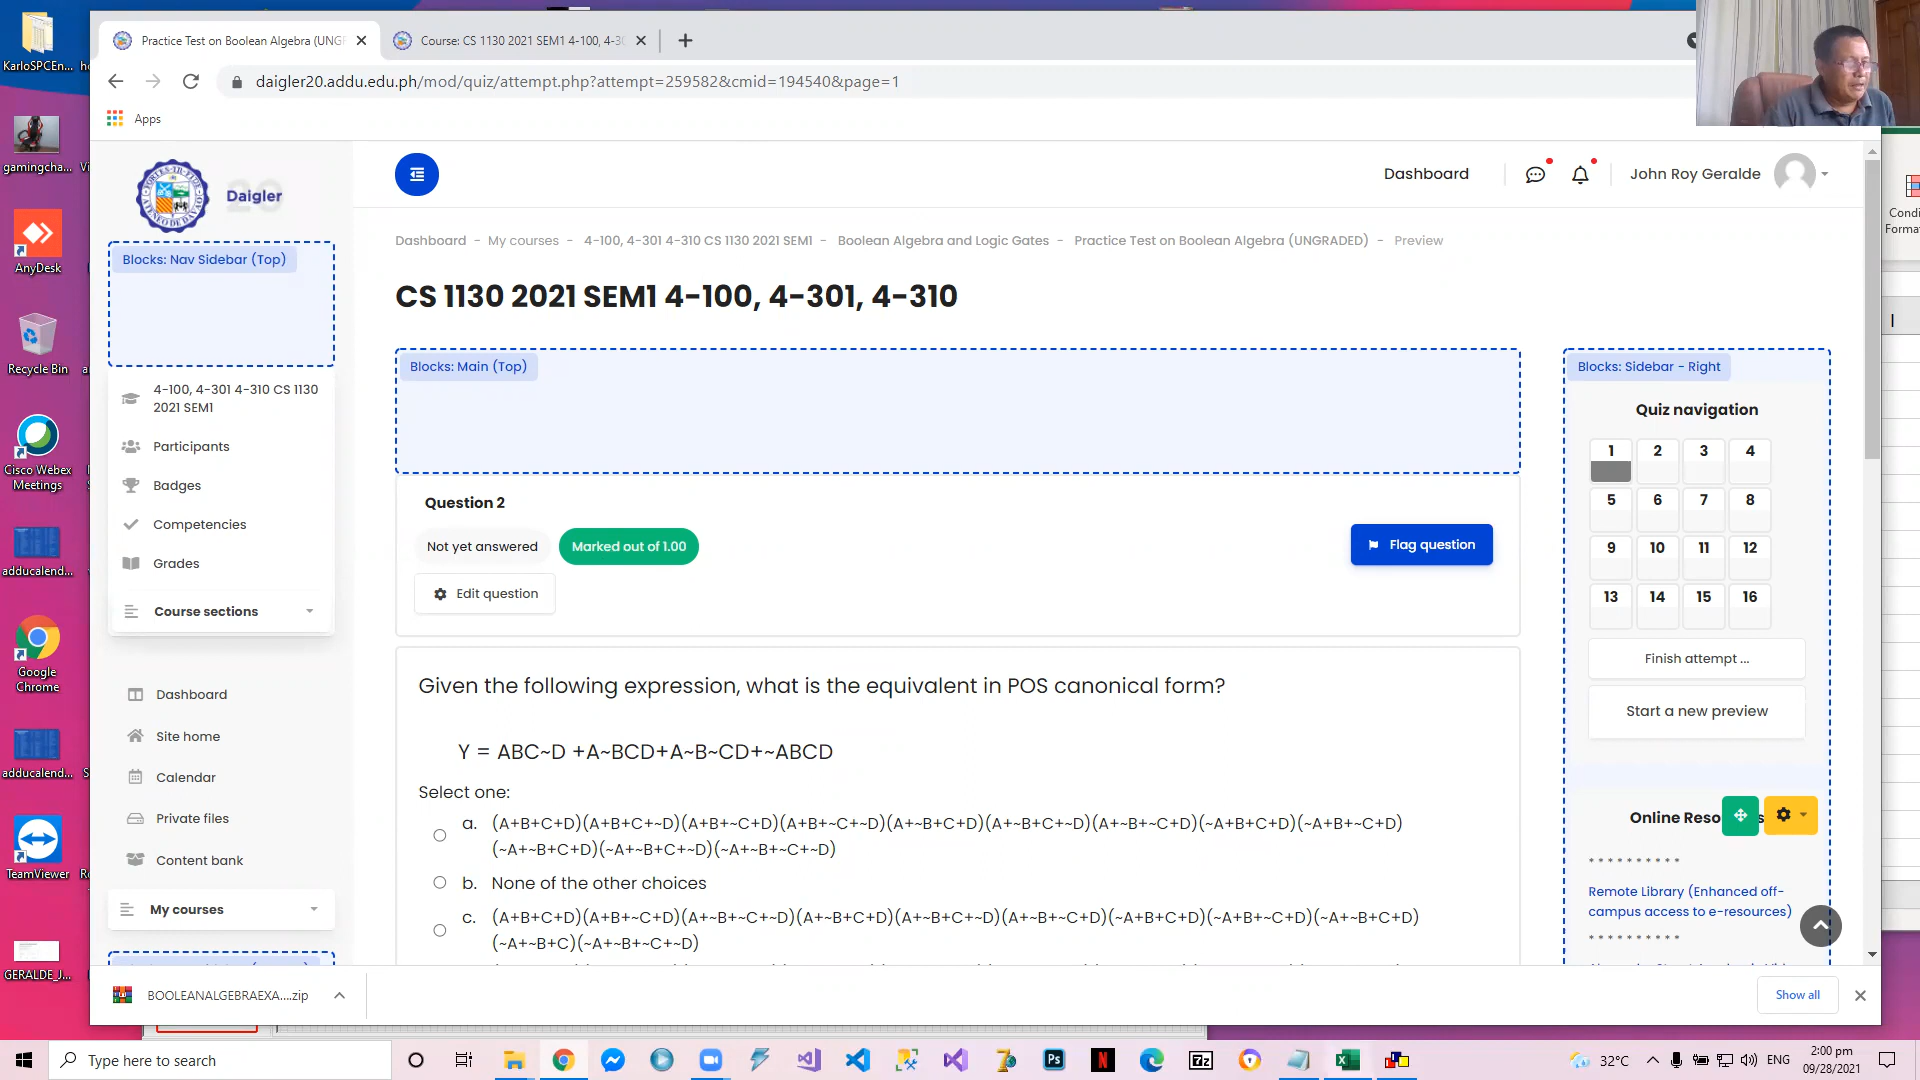 KarloSPCEn...
gamingcha...
AnyDesk
Recycle Bin
Cisco Webex
Meetings
adducalend...
Google
Chrome
adducalend...
TeamViewer
GERALDE_J...
Practice Test on Boolean Algebra (UNGR
Course: CS 1130 2021 SEM1 4-100, 4-30
daigler20.addu.edu.ph/mod/quiz/attempt.php?attempt=259582&cmid=194540&page=1
Apps
Daigler
Blocks: Nav Sidebar (Top)
4-100, 4-301 4-310 CS 1130
2021 SEM1
Participants
Badges
Competencies
Grades
Course sections
Dashboard
Site home
Calendar
Private files
Content bank
My courses
Dashboard
John Roy Geralde
Dashboard - My courses - 4-100, 4-301 4-310 CS 1130 2021 SEM1 - Boolean Algebra and Logic Gates - Practice Test on Boolean Algebra (UNGRADED) - Preview
CS 1130 2021 SEM1 4-100, 4-301, 4-310
Blocks: Main (Top)
Question 2
Not yet answered
Marked out of 1.00
Flag question
Edit question
Given the following expression, what is the equivalent in POS canonical form?
Y = ABC~D +A~BCD+A~B~CD+~ABCD
Select one:
a. (A+B+C+D)(A+B+C+~D)(A+B+~C+D)(A+B+~C+~D)(A+~B+C+D)(A+~B+C+~D)(A+~B+~C+D)(~A+B+C+D)(~A+B+~C+D)
(~A+~B+C+D)(~A+~B+C+~D)(~A+~B+~C+~D)
b. None of the other choices
c. (A+B+C+D)(A+B+~C+D)(A+~B+~C+~D)(A+~B+C+D)(A+~B+C+~D)(A+~B+~C+D)(~A+B+C+D)(~A+B+~C+D)(~A+~B+C+D)
(~A+~B+C)(~A+~B+~C+~D)
Blocks: Sidebar - Right
Quiz navigation
1 2 3 4
5 6 7 8
9 10 11 12
13 14 15 16
Finish attempt ...
Start a new preview
Online Reso s
* * * * * * * * * *
Remote Library (Enhanced off-
campus access to e-resources)
* * * * * * * * * *
Condi
Format
BOOLEANALGEBRAEXA....zip
Show all
Type here to search
32°C
ENG
2:00 pm
09/28/2021